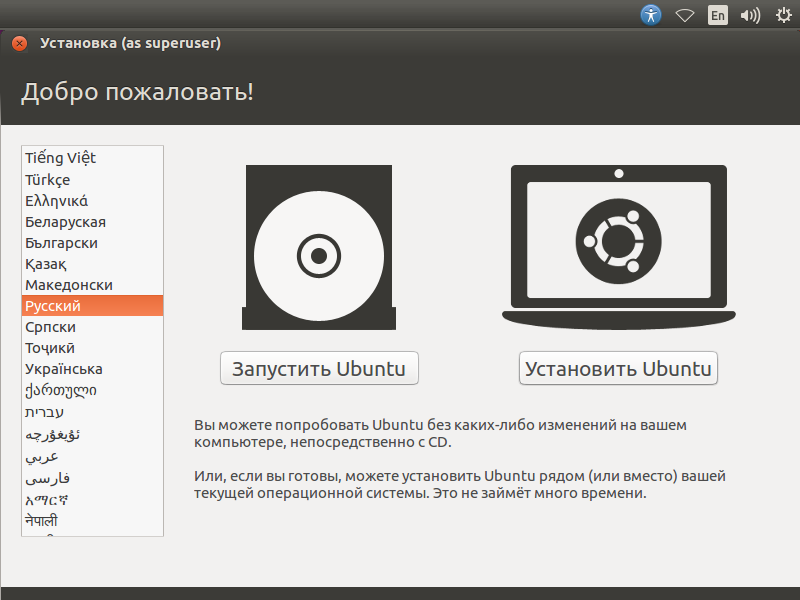 En
Установка (as superuser)
Добро пожаловать!
Tiếng Việt
Türkçe
Ελληνικά
Беларуская
Български
Қазақ
Македонски
Русский
Српски
Тоҷикӣ
Українська
ქართული
עברית
ئۇيغۇرچە
عربي
فارسی
አማርኛ
नेपाली
Запустить Ubuntu
Установить Ubuntu
Вы можете попробовать Ubuntu без каких-либо изменений на вашем
компьютере, непосредственно с CD.
Или, если вы готовы, можете установить Ubuntu рядом (или вместо) вашей
текущей операционной системы. Это не займёт много времени.